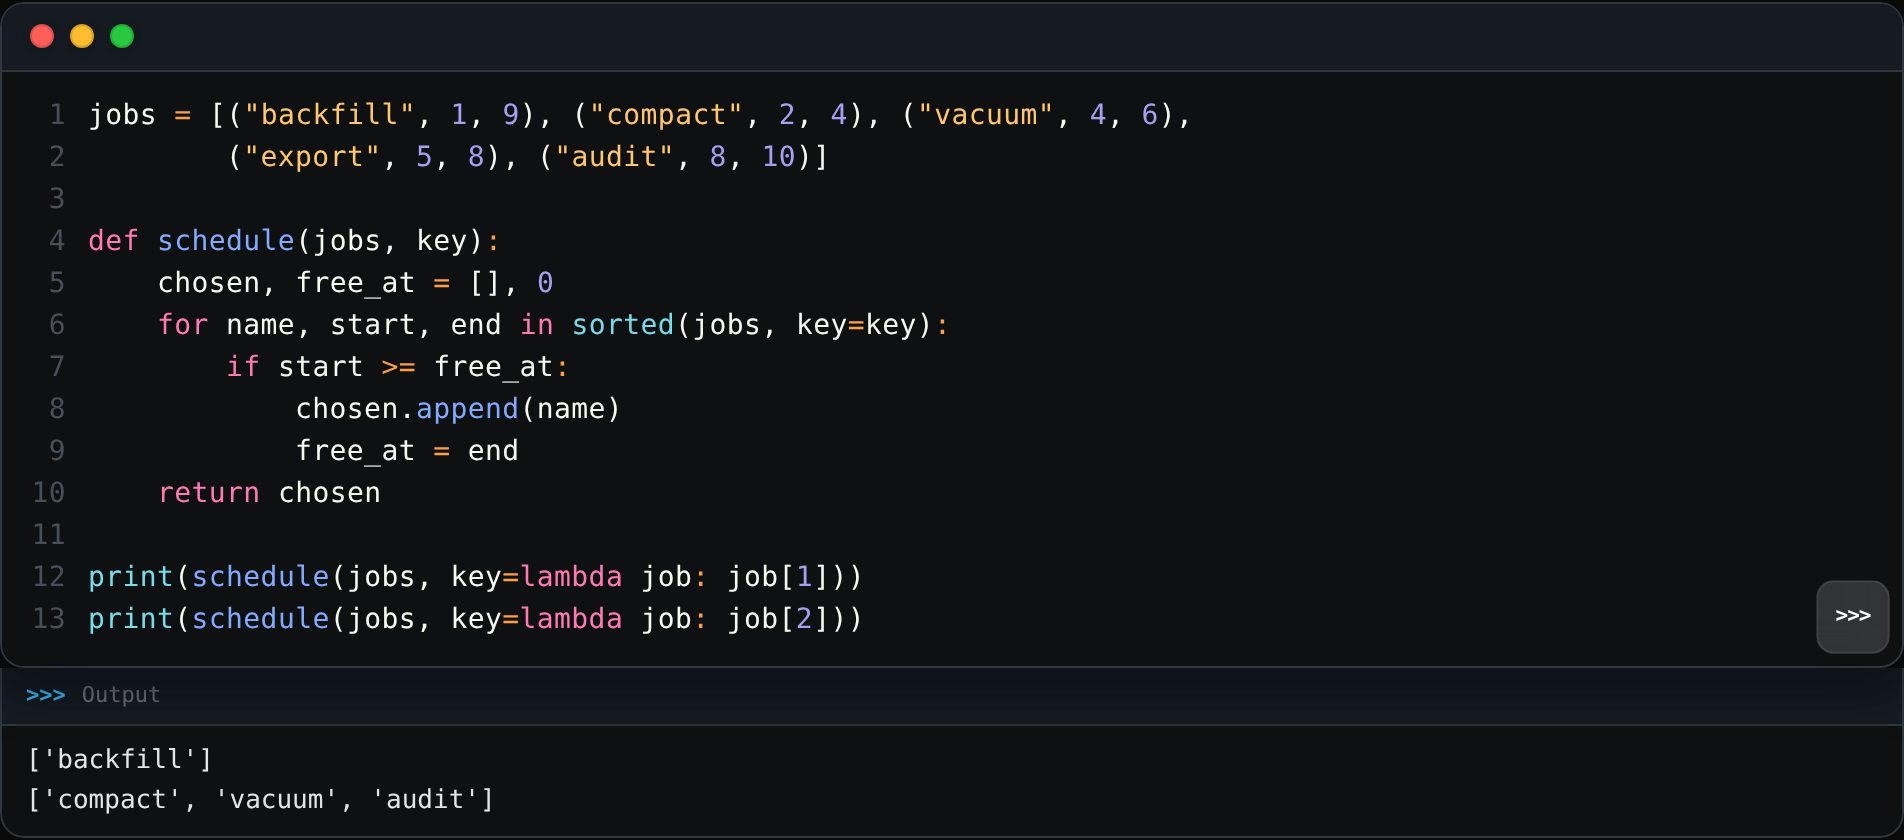 1 jobs = [("backfill", 1, 9), ("compact", 2, 4), ("vacuum", 4, 6),
2         ("export", 5, 8), ("audit", 8, 10)]
3
4 def schedule(jobs, key):
5     chosen, free_at = [], 0
6     for name, start, end in sorted(jobs, key=key):
7         if start >= free_at:
8             chosen.append(name)
9             free_at = end
10     return chosen
11
12 print(schedule(jobs, key=lambda job: job[1]))
13 print(schedule(jobs, key=lambda job: job[2]))
>>>
>>> Output
['backfill']
['compact', 'vacuum', 'audit']